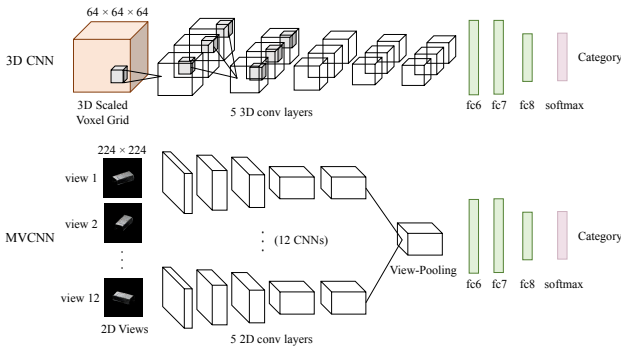 64 × 64 × 64
3D CNN
3D Scaled
Voxel Grid
5 3D conv layers
fc6
fc7
fc8
softmax
Category
224 × 224
view 1
view 2
MVCNN
(12 CNNs)
View-Pooling
view 12
2D Views
5 2D conv layers
fc6
fc7
fc8
softmax
Category